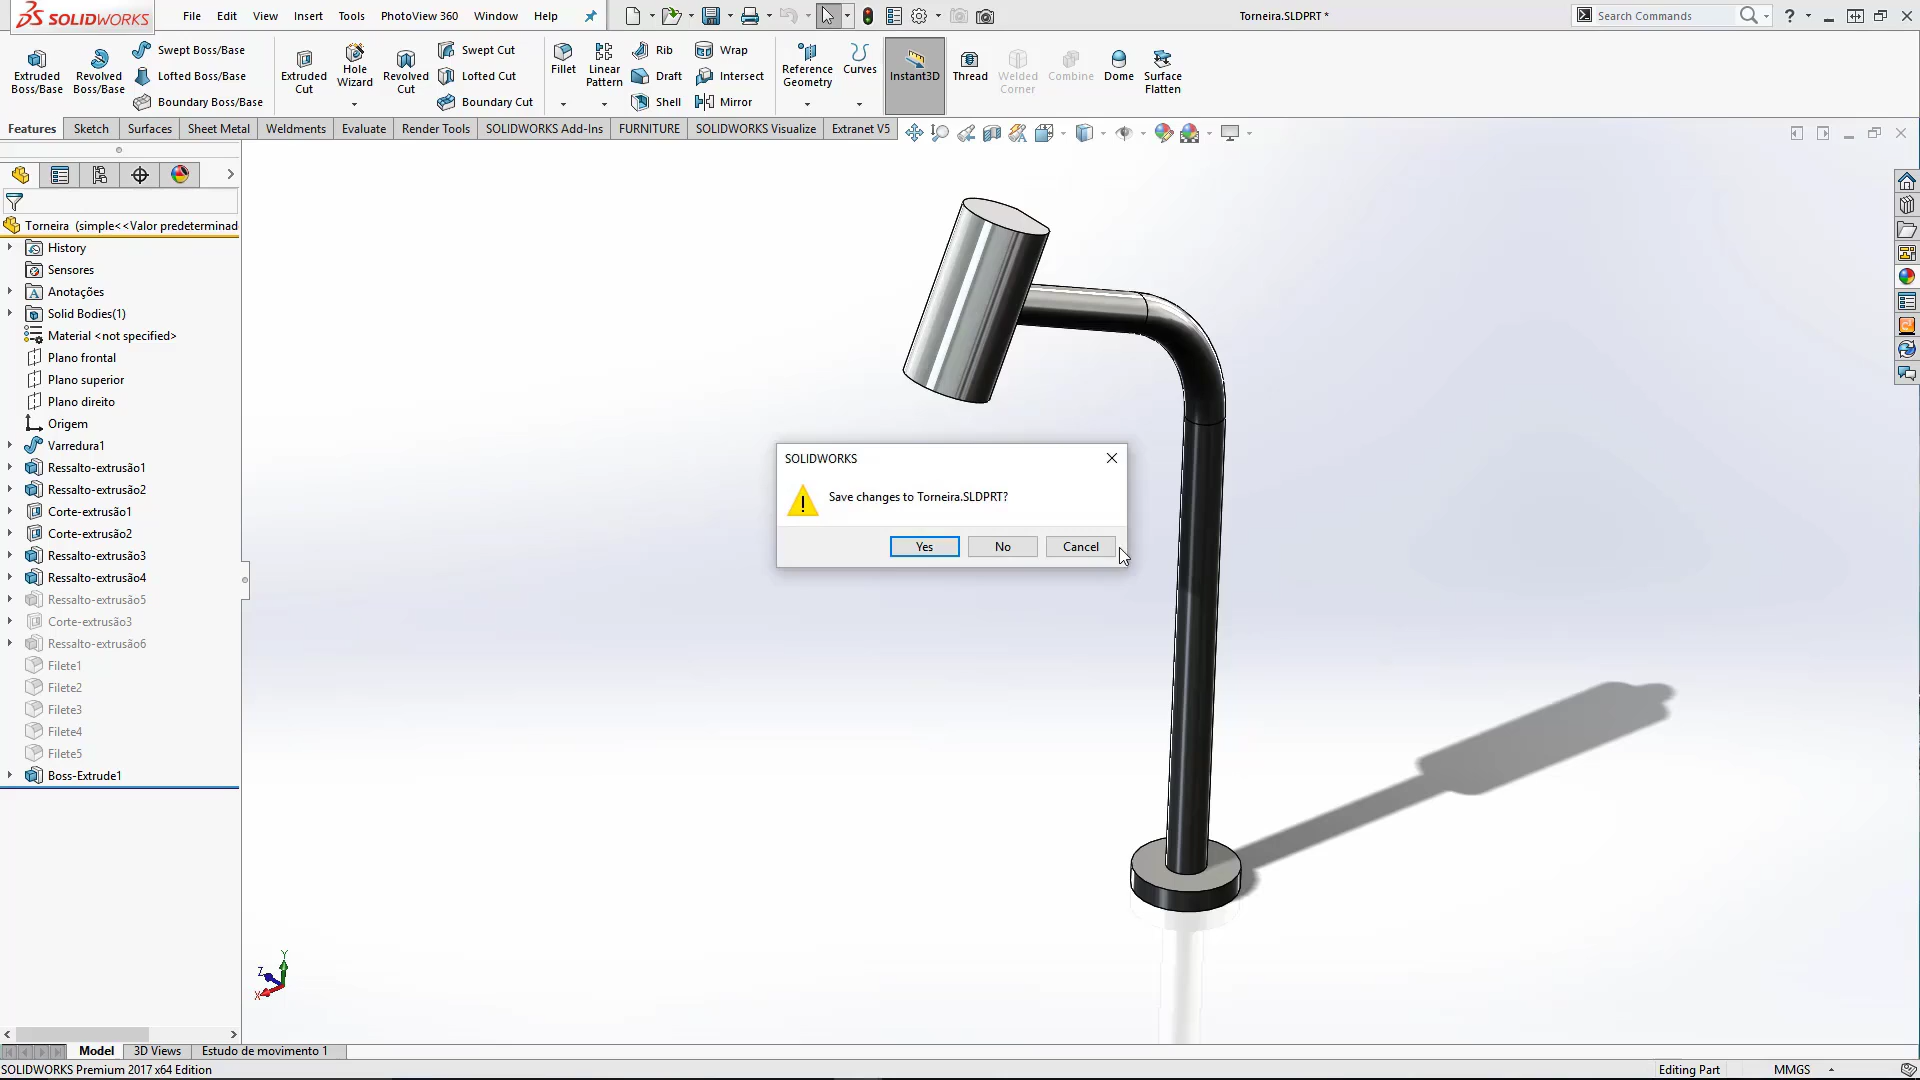 SOLIDWORKS
File Edit View Insert Tools PhotoView 360 Window Help
Torneira.SLDPRT *
Search Commands
Extruded Boss/Base
Revolved Boss/Base
Swept Boss/Base
Lofted Boss/Base
Boundary Boss/Base
Extruded Cut
Hole Wizard
Revolved Cut
Swept Cut
Lofted Cut
Boundary Cut
Fillet
Linear Pattern
Rib
Draft
Shell
Wrap
Intersect
Mirror
Reference Geometry
Curves
Instant3D
Thread
Welded Corner
Combine
Dome
Surface Flatten
Features Sketch Surfaces Sheet Metal Weldments Evaluate Render Tools SOLIDWORKS Add-Ins FURNITURE SOLIDWORKS Visualize Extranet V5
Torneira (simple<<Valor predeterminad
History
Sensores
Anotações
Solid Bodies(1)
Material <not specified>
Plano frontal
Plano superior
Plano direito
Origem
Varredura1
Ressalto-extrusão1
Ressalto-extrusão2
Corte-extrusão1
Corte-extrusão2
Ressalto-extrusão3
Ressalto-extrusão4
Ressalto-extrusão5
Corte-extrusão3
Ressalto-extrusão6
Filete1
Filete2
Filete3
Filete4
Filete5
Boss-Extrude1
SOLIDWORKS
Save changes to Torneira.SLDPRT?
Yes No Cancel
Y
Z
X
Model 3D Views Estudo de movimento 1
SOLIDWORKS Premium 2017 x64 Edition
Editing Part MMGS